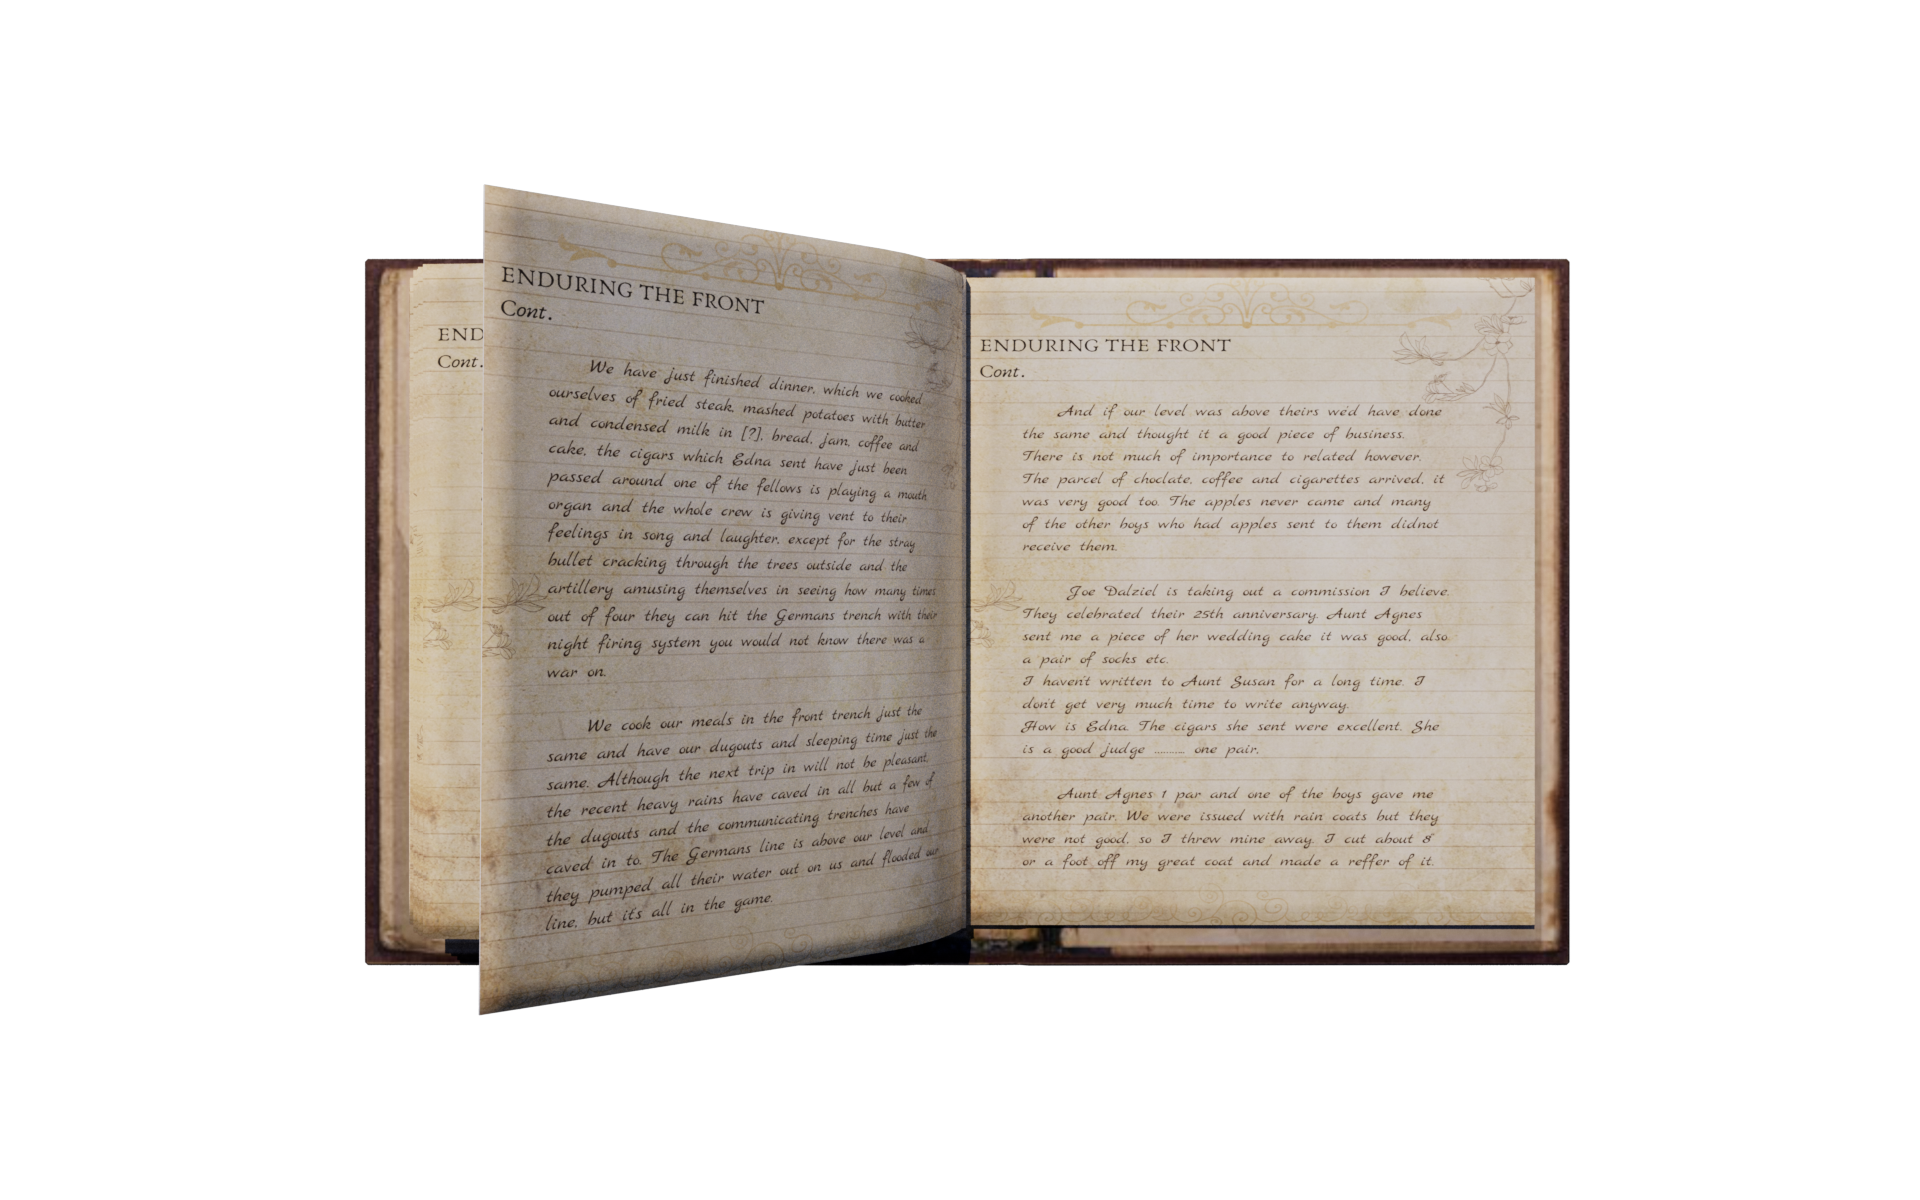 END
Cont.
ENDURING THE FRONT
Cont.
We have just finished dinner, which we cooked
ourselves of fried steak, mashed potatoes with butter
and condensed milk in [?], bread, jam, coffee and
cake, the cigars which Edna sent have just been
passed around one of the fellows is playing a mouth
organ and the whole crew is giving vent to their
feelings in song and laughter, except for the stray
bullet cracking through the trees outside and the
artillery amusing themselves in seeing how many times
out of four they can hit the Germans trench with their
night firing system you would not know there was a
war on.
We cook our meals in the front trench just the
same and have our dugouts and sleeping time just the
same. Although the next trip in will not be pleasant,
the recent heavy rains have caved in all but a few of
the dugouts and the communicating trenches have
caved in to. The Germans line is above our level and
they pumped all their water out on us and flooded our
line, but it's all in the game.
ENDURING THE FRONT
Cont.
And if our level was above theirs we'd have done
the same and thought it a good piece of business.
There is not much of importance to related however.
The parcel of choclate, coffee and cigarettes arrived, it
was very good too. The apples never came and many
of the other boys who had apples sent to them didnot
receive them.
Joe Dalziel is taking out a commission I believe.
They celebrated their 25th anniversary. Aunt Agnes
sent me a piece of her wedding cake it was good, also
a pair of socks etc.
I haven't written to Aunt Susan for a long time. I
don't get very much time to write anyway.
How is Edna. The cigars she sent were excellent. She
is a good judge .......... one pair,
Aunt Agnes 1 par and one of the boys gave me
another pair. We were issued with rain coats but they
were not good, so I threw mine away. I cut about 8"
or a foot off my great coat and made a reffer of it.